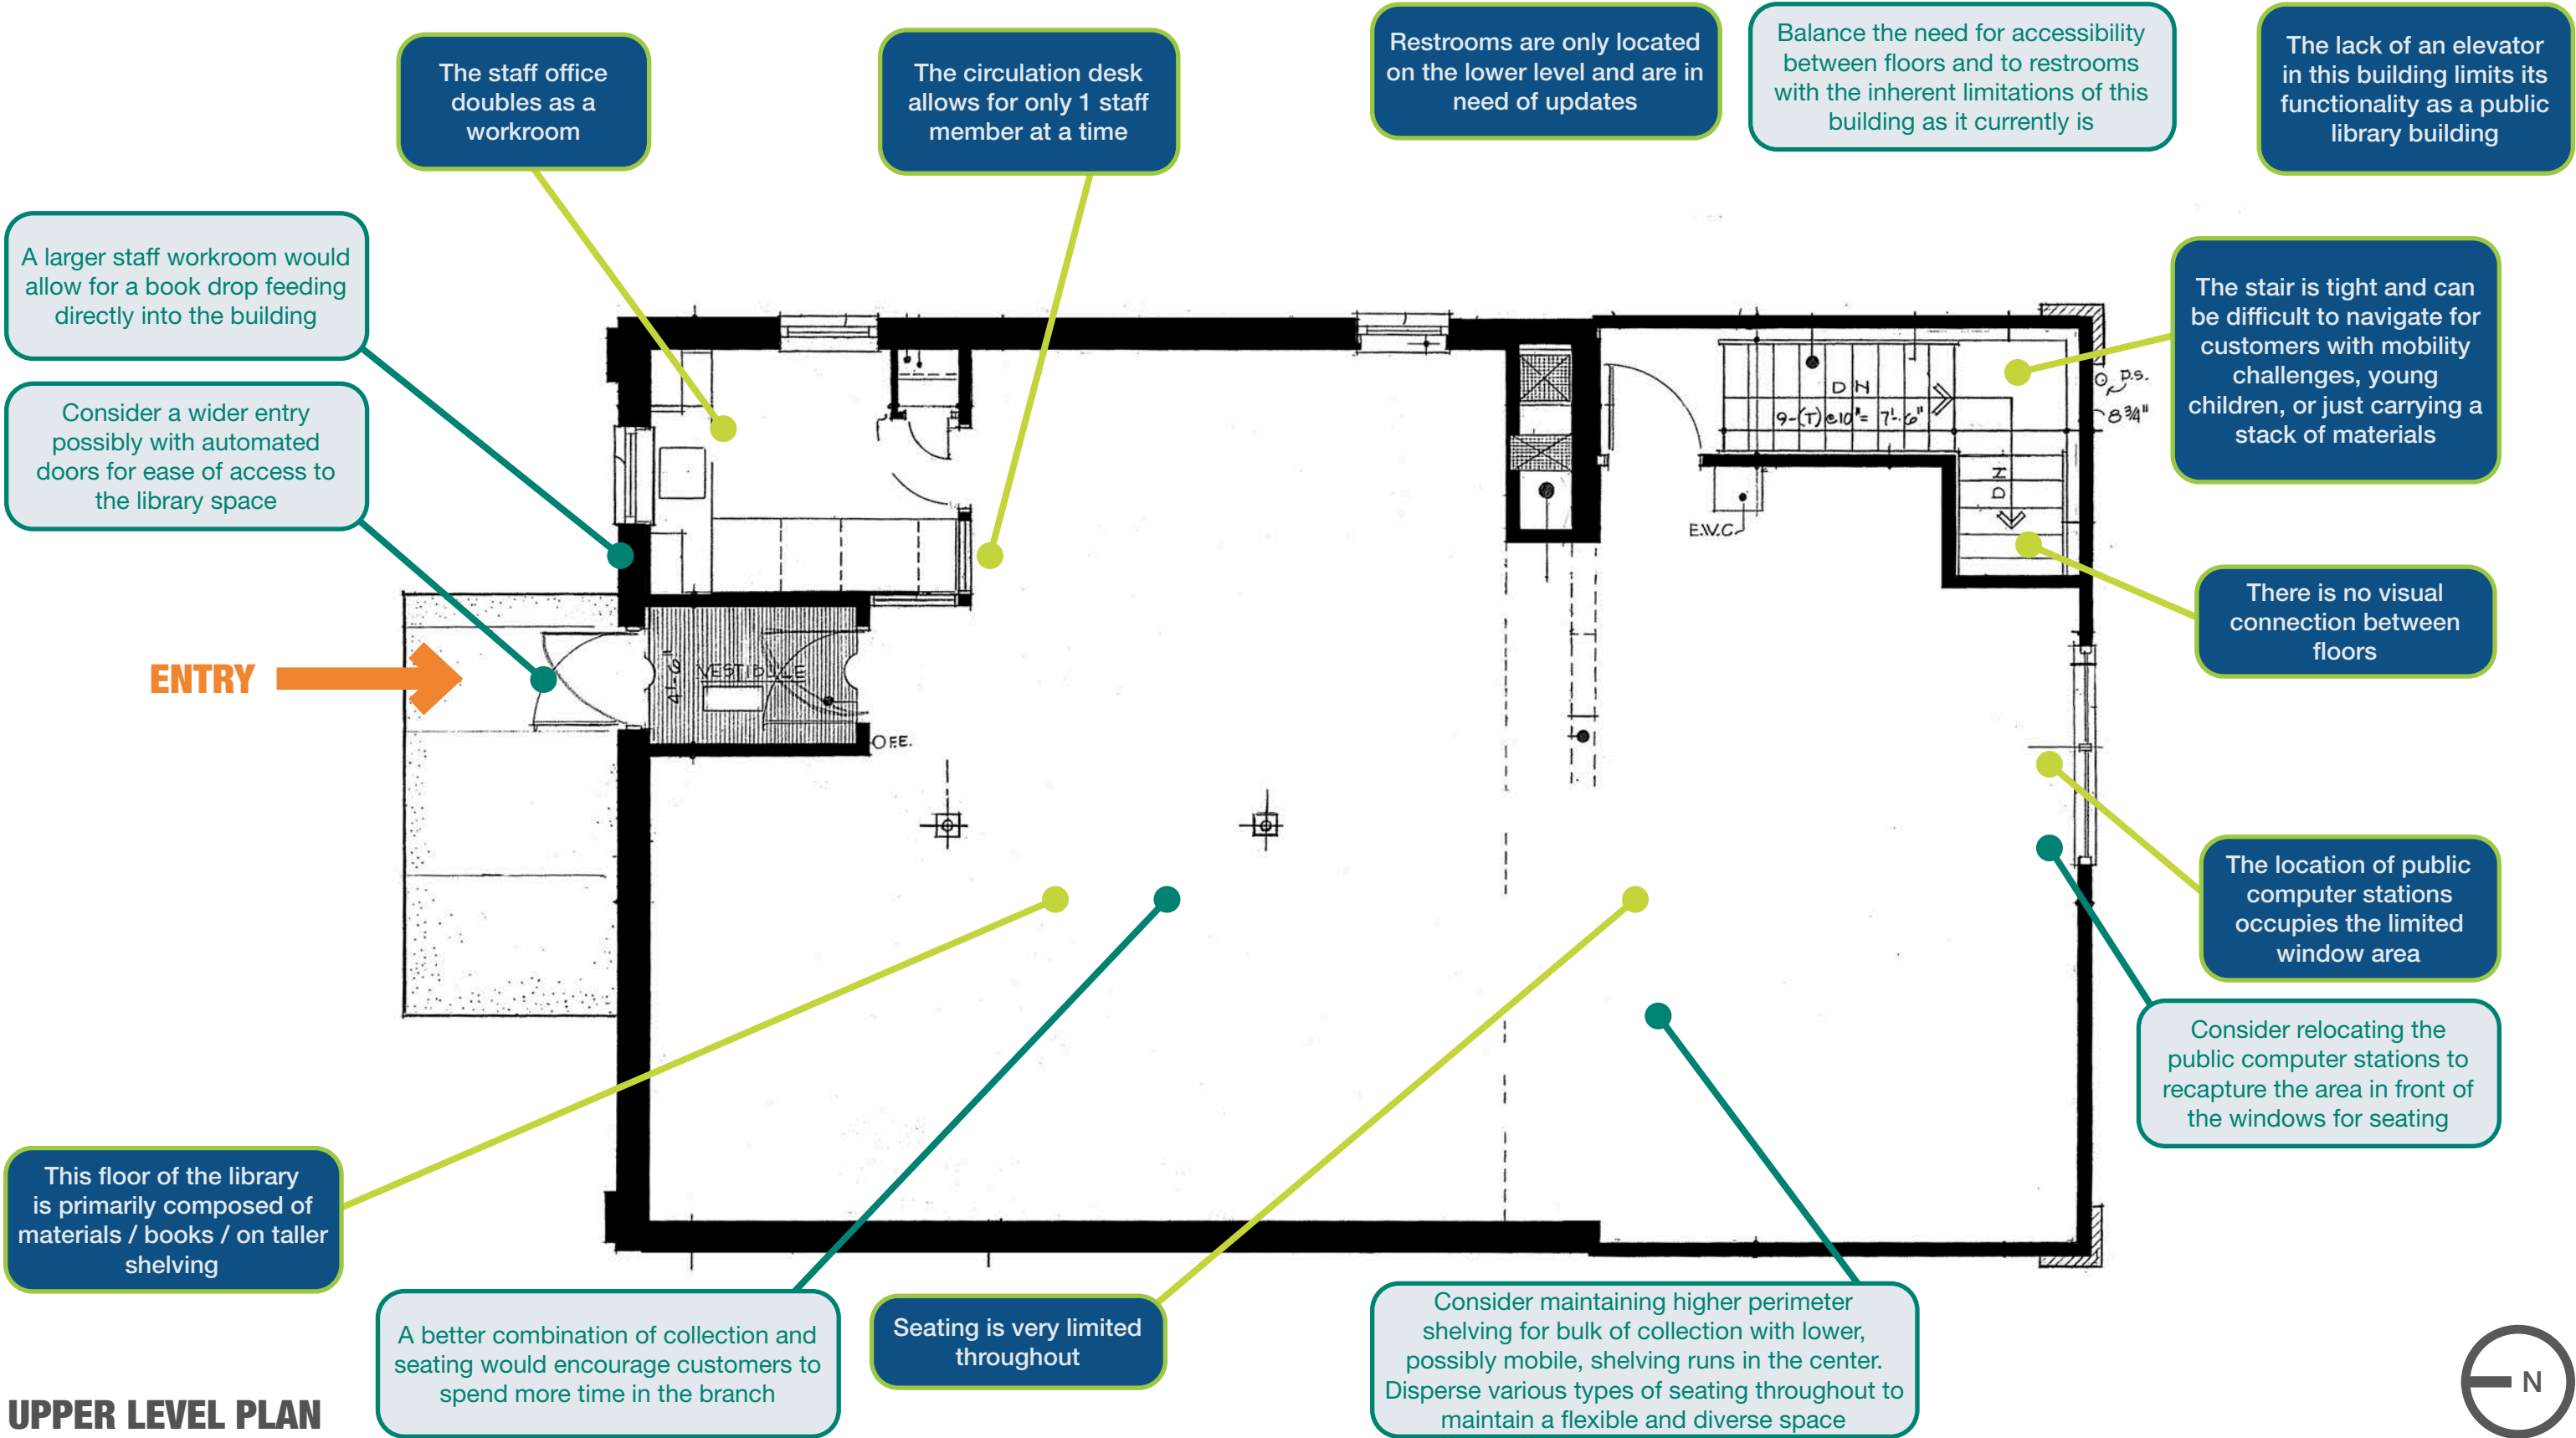 The staff office
doubles as a
workroom
The circulation desk
allows for only 1 staff
member at a time
Restrooms are only located
on the lower level and are in
need of updates
Balance the need for accessibility
between floors and to restrooms
with the inherent limitations of this
building as it currently is
The lack of an elevator
in this building limits its
functionality as a public
library building
A larger staff workroom would
allow for a book drop feeding
directly into the building
Consider a wider entry
possibly with automated
doors for ease of access to
the library space
The stair is tight and can
be difficult to navigate for
customers with mobility
challenges, young
children, or just carrying a
stack of materials
DN
9-(T)@10"= 7'-6"
D.S.
8 3/4"
DN
E.W.C.
There is no visual
connection between
floors
ENTRY
4'-6"
VESTIBULE
O.F.E.
The location of public
computer stations
occupies the limited
window area
Consider relocating the
public computer stations to
recapture the area in front of
the windows for seating
This floor of the library
is primarily composed of
materials / books / on taller
shelving
A better combination of collection and
seating would encourage customers to
spend more time in the branch
Seating is very limited
throughout
Consider maintaining higher perimeter
shelving for bulk of collection with lower,
possibly mobile, shelving runs in the center.
Disperse various types of seating throughout to
maintain a flexible and diverse space
UPPER LEVEL PLAN
N